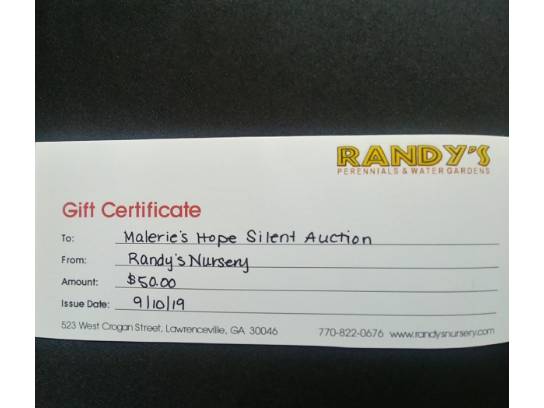 RANDY'S
PERENNIALS & WATER GARDENS
Gift Certificate
To: Malerie's Hope Silent Auction
From: Randy's Nursery
Amount: $50.00
Issue Date: 9/10/19
523 West Crogan Street, Lawrenceville, GA 30046 770-822-0676 www.randysnursery.com